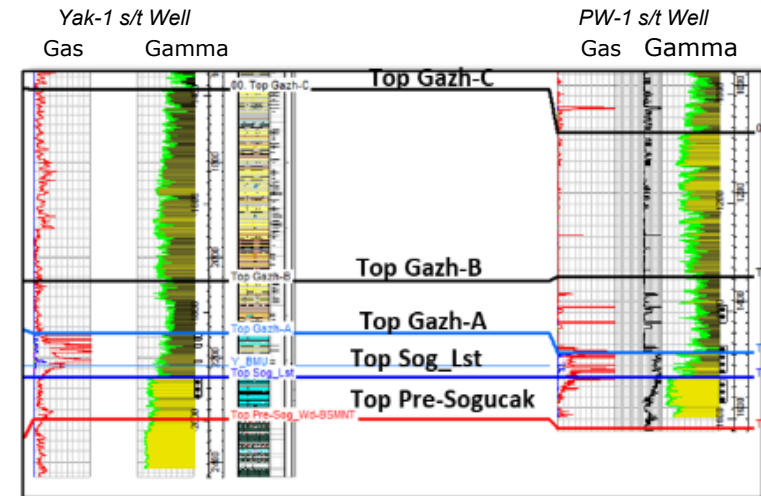 Yak-1 s/t Well
PW-1 s/t Well
Gas Gamma
Gas Gamma
Top Gazh-C
00. Top Gazh-C
Top Gazh-B
Top Gazh-B
Top Gazh-A
Top Gazh-A
Top Sog_Lst
Y_BMU
Top Sog_Lst
Top Pre-Sogucak
Top Pre-Sog_Wd-BSMNT